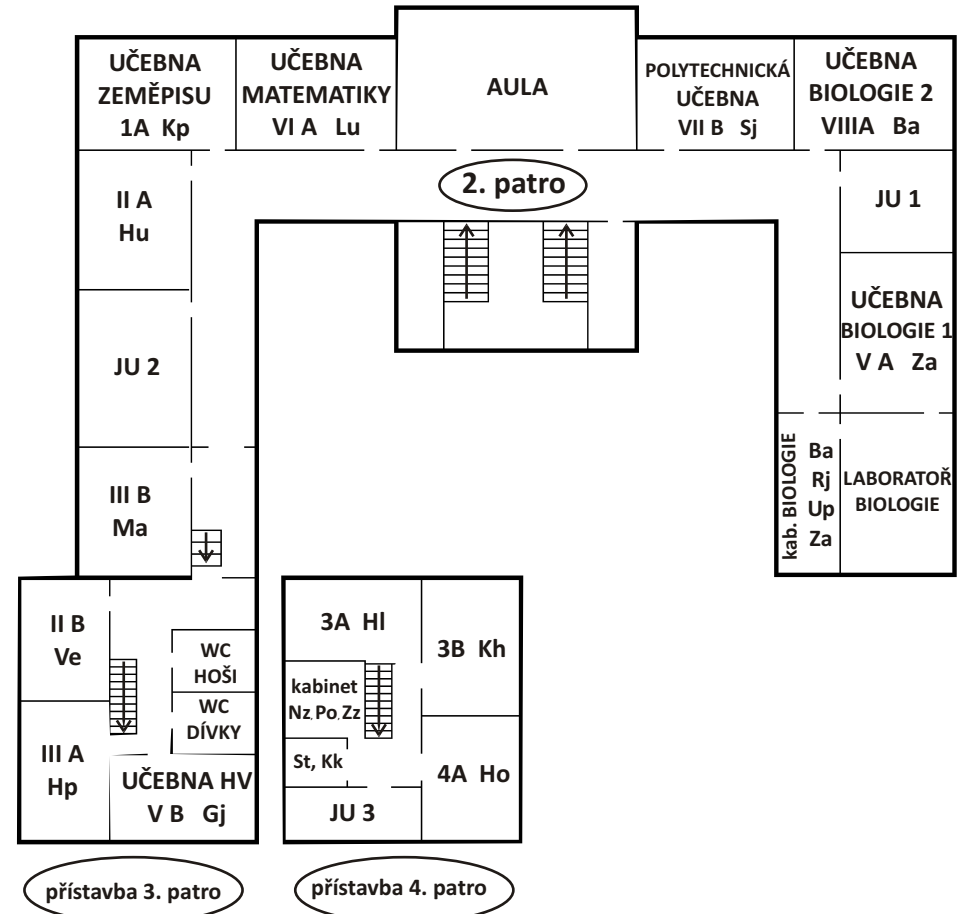 UČEBNA
ZEMĚPISU
1A Kp
UČEBNA
MATEMATIKY
VI A Lu
AULA
POLYTECHNICKÁ
UČEBNA
VII B Sj
UČEBNA
BIOLOGIE 2
VIIIA Ba
2. patro
II A
Hu
JU 1
JU 2
UČEBNA
BIOLOGIE 1
V A Za
III B
Ma
kab. BIOLOGIE
Ba
Rj
Up
Za
LABORATOŘ
BIOLOGIE
II B
Ve
WC
HOŠI
WC
DÍVKY
III A
Hp
UČEBNA HV
V B Gj
3A Hl
3B Kh
kabinet
Nz, Po, Zz
St, Kk
4A Ho
JU 3
přístavba 3. patro
přístavba 4. patro